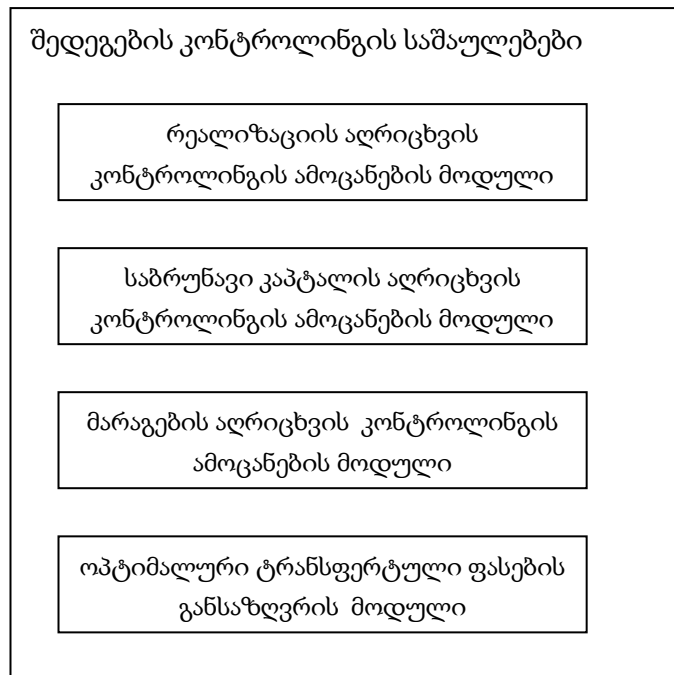 შედეგების კონტროლინგის საშაულებები
რეალიზაციის აღრიცხვის
კონტროლინგის ამოცანების მოდული
საბრუნავი კაპტალის აღრიცხვის
კონტროლინგის ამოცანების მოდული
მარაგების აღრიცხვის კონტროლინგის
ამოცანების მოდული
ოპტიმალური ტრანსფერტული ფასების
განსაზღვრის მოდული